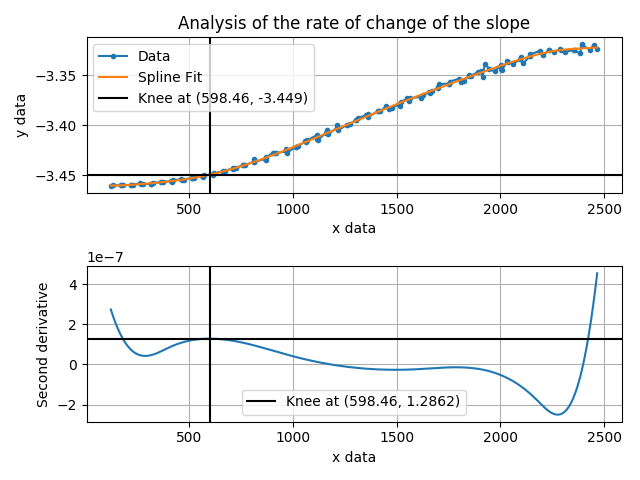 Analysis of the rate of change of the slope
Data
Spline Fit
Knee at (598.46, -3.449)
y data
−3.35
−3.40
−3.45
500
1000
1500
2000
2500
x data
1e−7
Second derivative
4
2
0
−2
Knee at (598.46, 1.2862)
500
1000
1500
2000
2500
x data